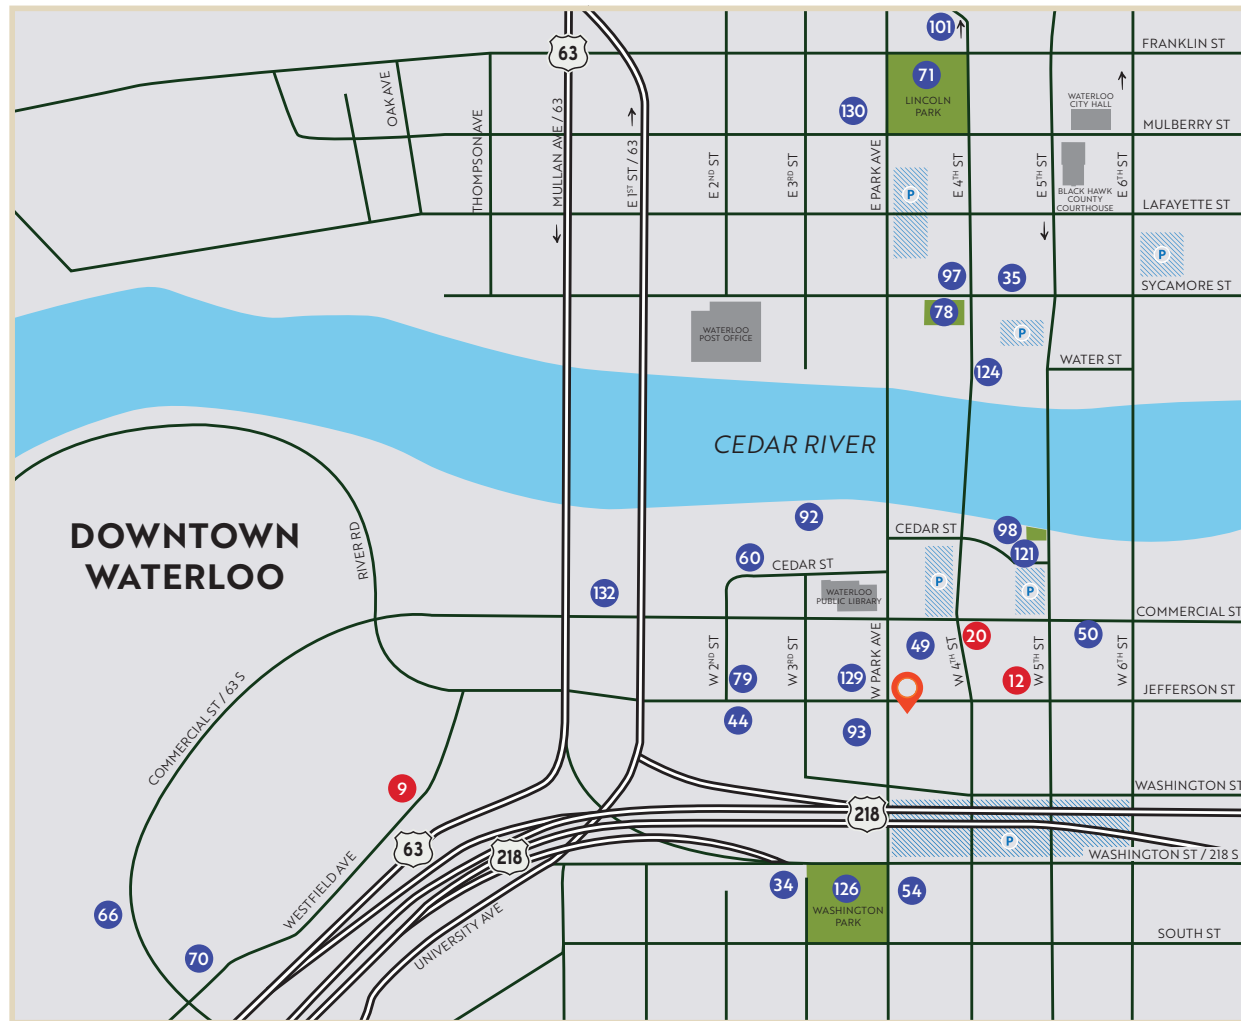 101
FRANKLIN ST
63
71
LINCOLN
PARK
130
WATERLOO
CITY HALL
MULBERRY ST
OAK AVE
THOMPSON AVE
MULLAN AVE / 63
E 1ST ST / 63
E 2ND ST
E 3RD ST
E PARK AVE
P
E 4TH ST
E 5TH ST
BLACK HAWK
COUNTY
COURTHOUSE
E 6TH ST
LAFAYETTE ST
P
97
35
SYCAMORE ST
78
WATERLOO
POST OFFICE
P
WATER ST
124
CEDAR RIVER
DOWNTOWN
WATERLOO
RIVER RD
92
CEDAR ST
98
121
60
CEDAR ST
132
WATERLOO
PUBLIC LIBRARY
P
P
COMMERCIAL ST
W 2ND ST
W 3RD ST
W PARK AVE
49
W 4TH ST
20
W 5TH ST
50
W 6TH ST
79
129
12
JEFFERSON ST
COMMERCIAL ST / 63 S
44
93
9
WASHINGTON ST
218
63
218
P
WASHINGTON ST / 218 S
WESTFIELD AVE
UNIVERSITY AVE
34
126
WASHINGTON
PARK
54
66
70
SOUTH ST